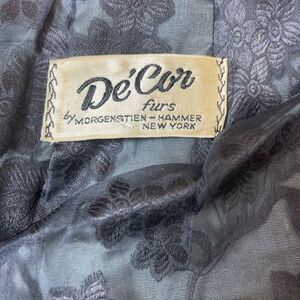 De'Cor
furs
by MORGENSTIEN-HAMMER
NEW YORK